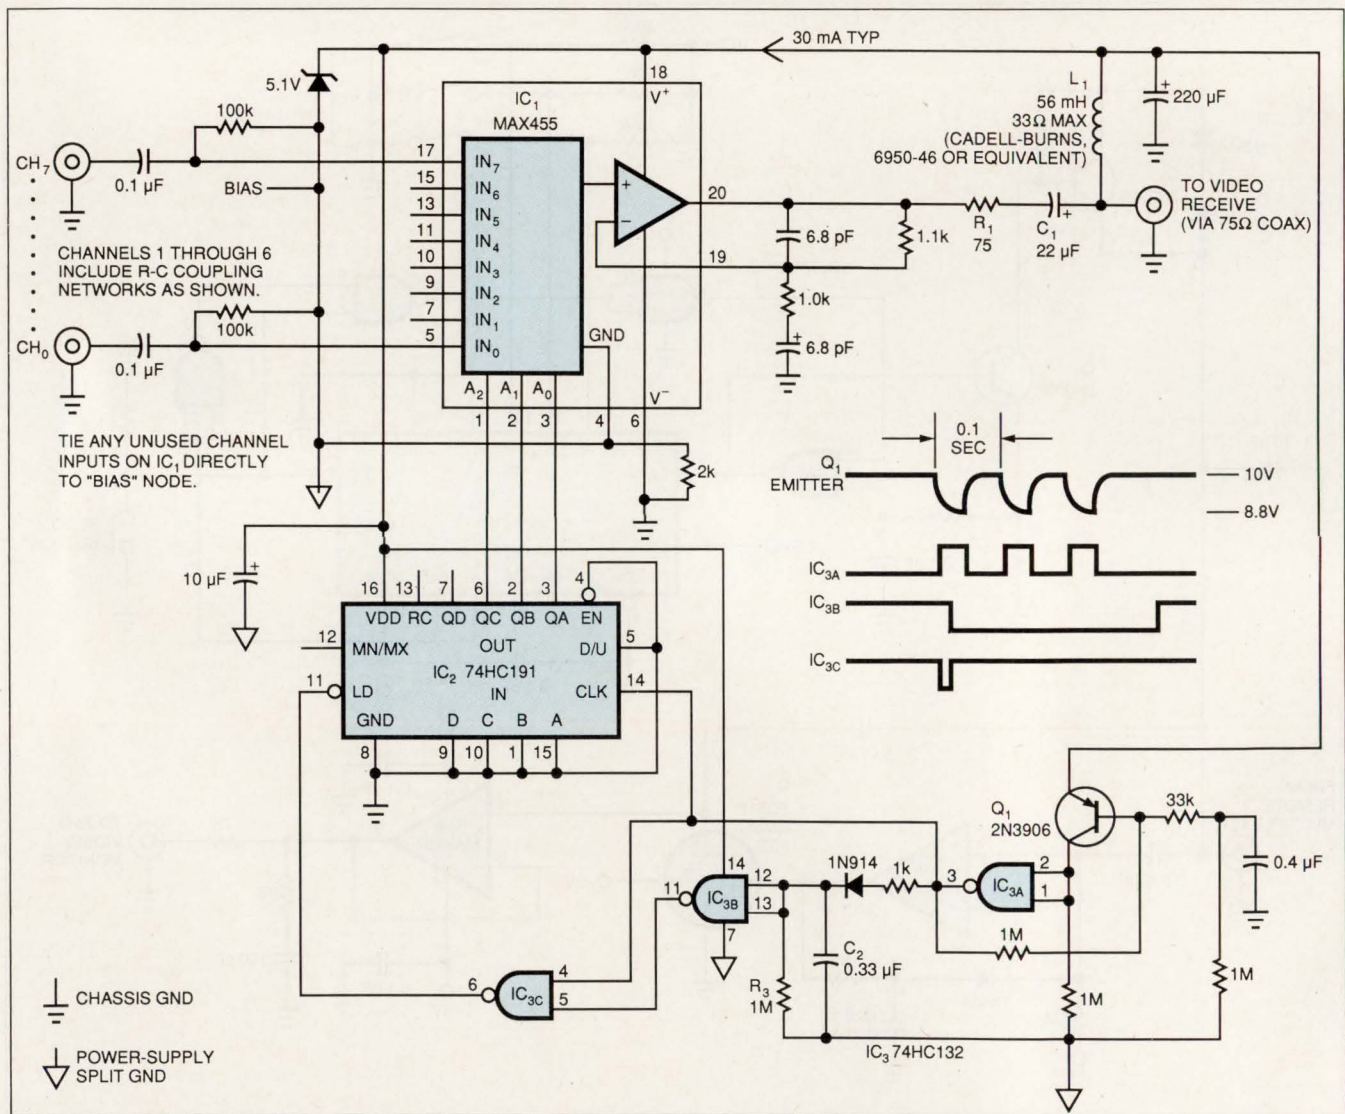 30 mA TYP
5.1V
18
V+
IC1
MAX455
L1
56 mH
33Ω MAX
(CADELL-BURNS,
6950-46 OR EQUIVALENT)
+
220 µF
100k
CH7
0.1 µF
BIAS
17
15
13
11
10
9
7
5
IN7
IN6
IN5
IN4
IN3
IN2
IN1
IN0
+
−
20
19
6.8 pF
1.1k
R1
75
C1
22 µF
+
TO VIDEO
RECEIVE
(VIA 75Ω COAX)
1.0k
+
6.8 pF
CHANNELS 1 THROUGH 6
INCLUDE R-C COUPLING
NETWORKS AS SHOWN.
100k
CH0
0.1 µF
GND
A2 A1 A0
V−
1 2 3 4 6
TIE ANY UNUSED CHANNEL
INPUTS ON IC1 DIRECTLY
TO "BIAS" NODE.
2k
0.1
SEC
Q1
EMITTER
10V
8.8V
IC3A
IC3B
IC3C
10 µF
+
16 13 7 6 2 3 4
VDD RC QD QC QB QA EN
12 MN/MX OUT D/U 5
IC2 74HC191
11 LD IN CLK 14
GND D C B A
8 9 10 1 15
Q1
2N3906
33k
0.4 µF
1N914
1k
14
12
13
11
IC3B
7
3
IC3A
2
1
1M
C2
0.33 µF
R3
1M
1M
1M
6
IC3C
4
5
IC3 74HC132
CHASSIS GND
POWER-SUPPLY
SPLIT GND